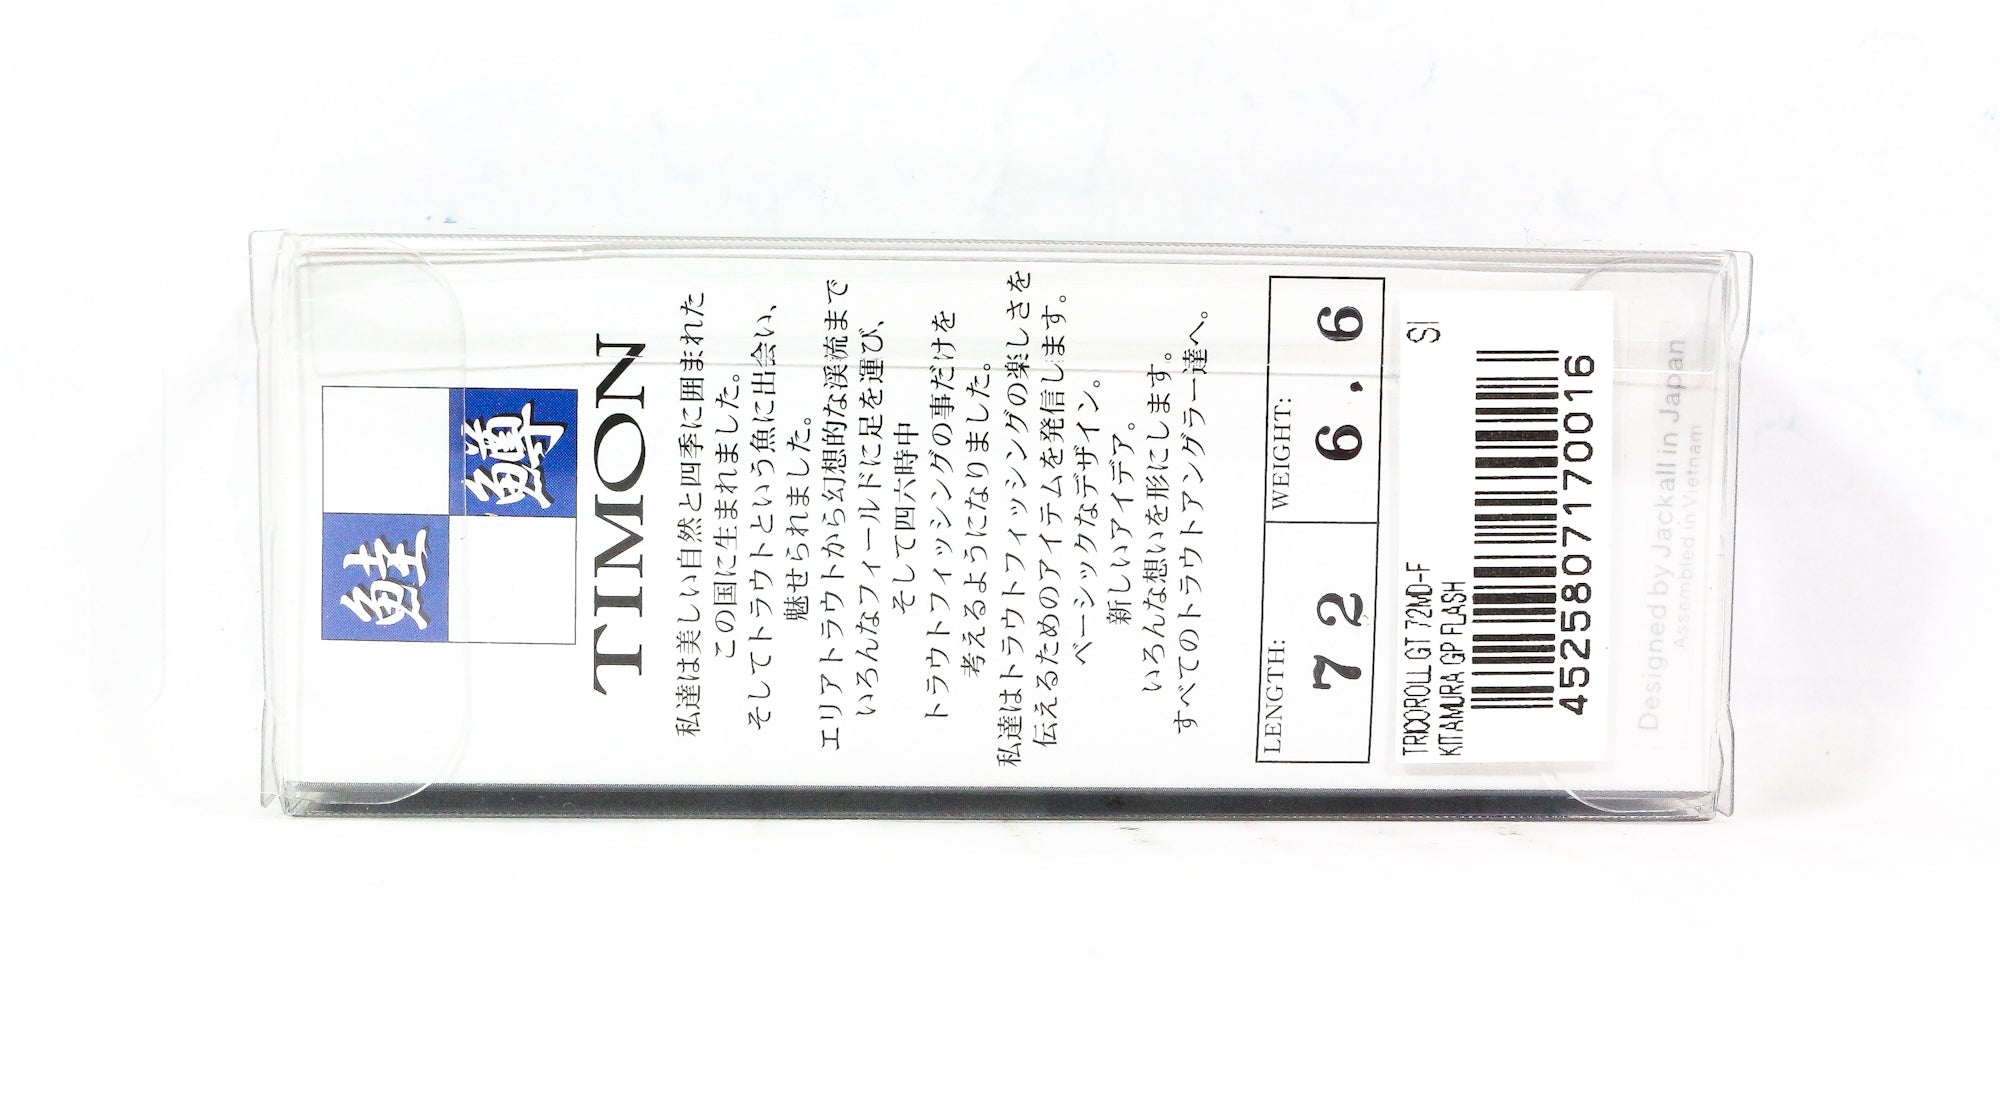 鱒
鮭
TIMON
私達は美しい自然と四季に囲まれた
この国に生まれました。
そしてトラウトという魚に出会い、
魅せられました。
エリアトラウトから幻想的な渓流まで
いろんなフィールドに足を運び、
そして四六時中
トラウトフィッシングの事だけを
考えるようになりました。
私達はトラウトフィッシングの楽しさを
伝えるためのアイテムを発信します。
ベーシックなデザイン。
新しいアイデア。
いろんな想いを形にします。
すべてのトラウトアングラー達へ。
LENGTH: WEIGHT:
72 6.6
TRICOROLL GT 72MD-F SI
KITAMURA GP FLASH
4525807170016
Designed by Jackall in Japan
Assembled in Vietnam